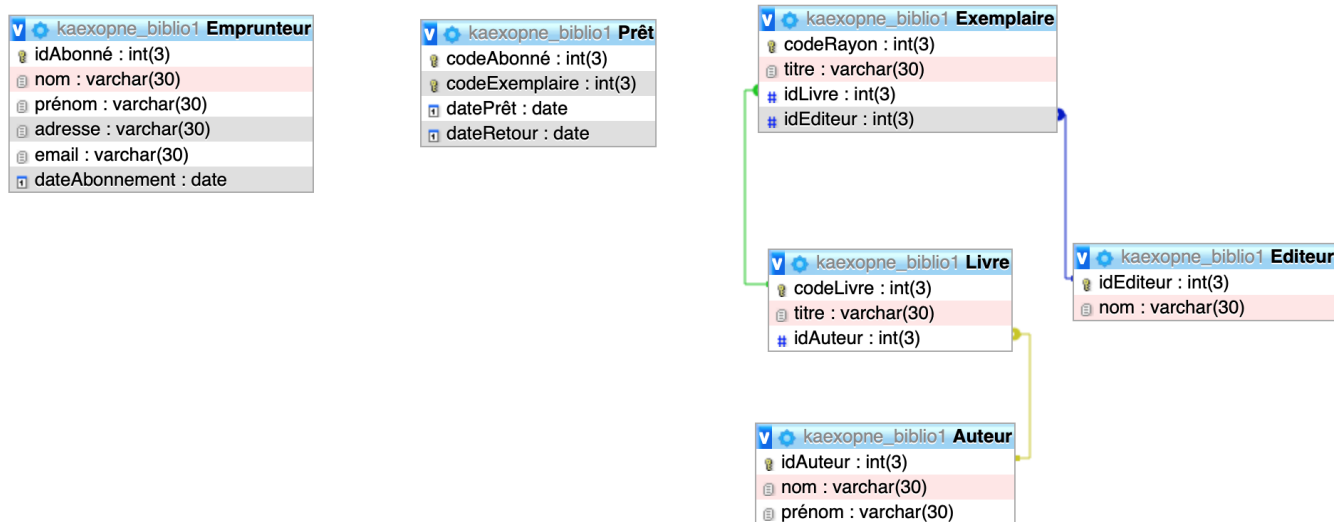 kaexopne_biblio1 Emprunteur
idAbonné : int(3)
nom : varchar(30)
prénom : varchar(30)
adresse : varchar(30)
email : varchar(30)
dateAbonnement : date
kaexopne_biblio1 Prêt
codeAbonné : int(3)
codeExemplaire : int(3)
datePrêt : date
dateRetour : date
kaexopne_biblio1 Exemplaire
codeRayon : int(3)
titre : varchar(30)
# idLivre : int(3)
# idEditeur : int(3)
kaexopne_biblio1 Livre
codeLivre : int(3)
titre : varchar(30)
# idAuteur : int(3)
kaexopne_biblio1 Editeur
idEditeur : int(3)
nom : varchar(30)
kaexopne_biblio1 Auteur
idAuteur : int(3)
nom : varchar(30)
prénom : varchar(30)